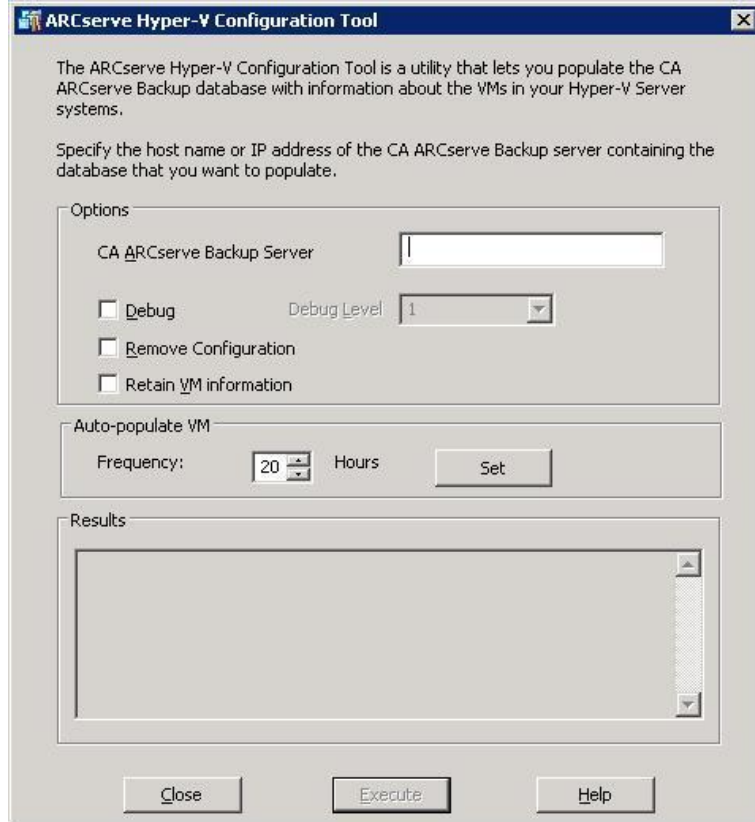 ARCserve Hyper-V Configuration Tool
The ARCserve Hyper-V Configuration Tool is a utility that lets you populate the CA
ARCserve Backup database with information about the VMs in your Hyper-V Server
systems.
Specify the host name or IP address of the CA ARCserve Backup server containing the
database that you want to populate.
Options
CA ARCserve Backup Server
Debug Debug Level 1
Remove Configuration
Retain VM information
Auto-populate VM
Frequency: 20 Hours Set
Results
Close Execute Help